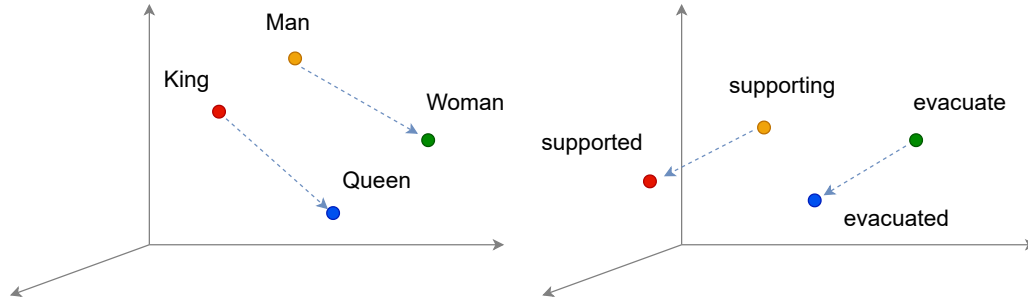 Man
King
Woman
Queen
supporting
evacuate
supported
evacuated